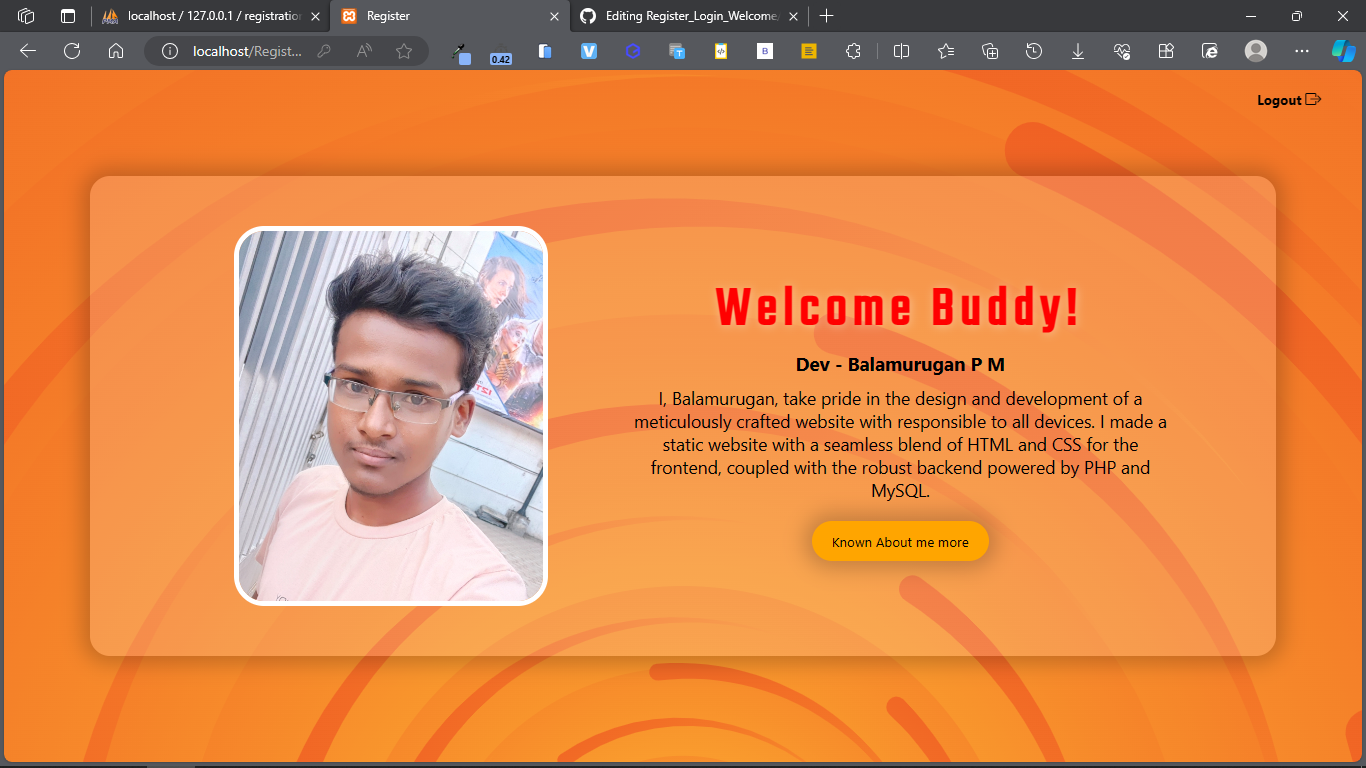 localhost / 127.0.0.1 / registratio
Register
Editing Register_Login_Welcome
localhost/Regist...
0.42
Logout
Welcome Buddy!
Dev - Balamurugan P M
I, Balamurugan, take pride in the design and development of a
meticulously crafted website with responsible to all devices. I made a
static website with a seamless blend of HTML and CSS for the
frontend, coupled with the robust backend powered by PHP and
MySQL.
Known About me more